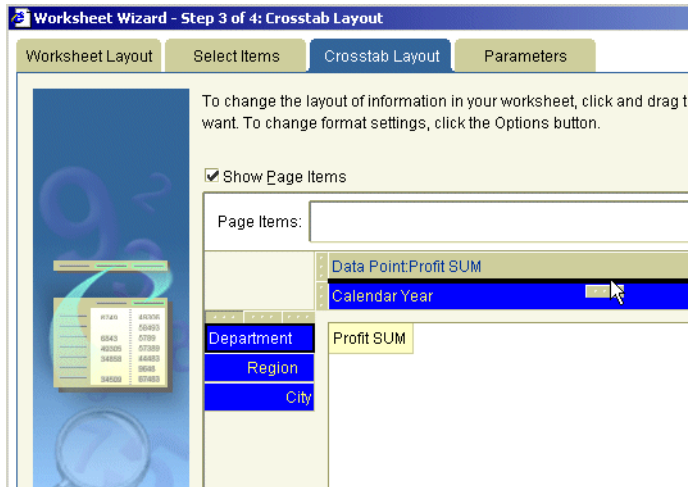 Worksheet Wizard - Step 3 of 4: Crosstab Layout
Worksheet Layout Select Items Crosstab Layout Parameters
To change the layout of information in your worksheet, click and drag t
want. To change format settings, click the Options button.
Show Page Items
Page Items:
Data Point:Profit SUM
Calendar Year
Department Profit SUM
Region
City